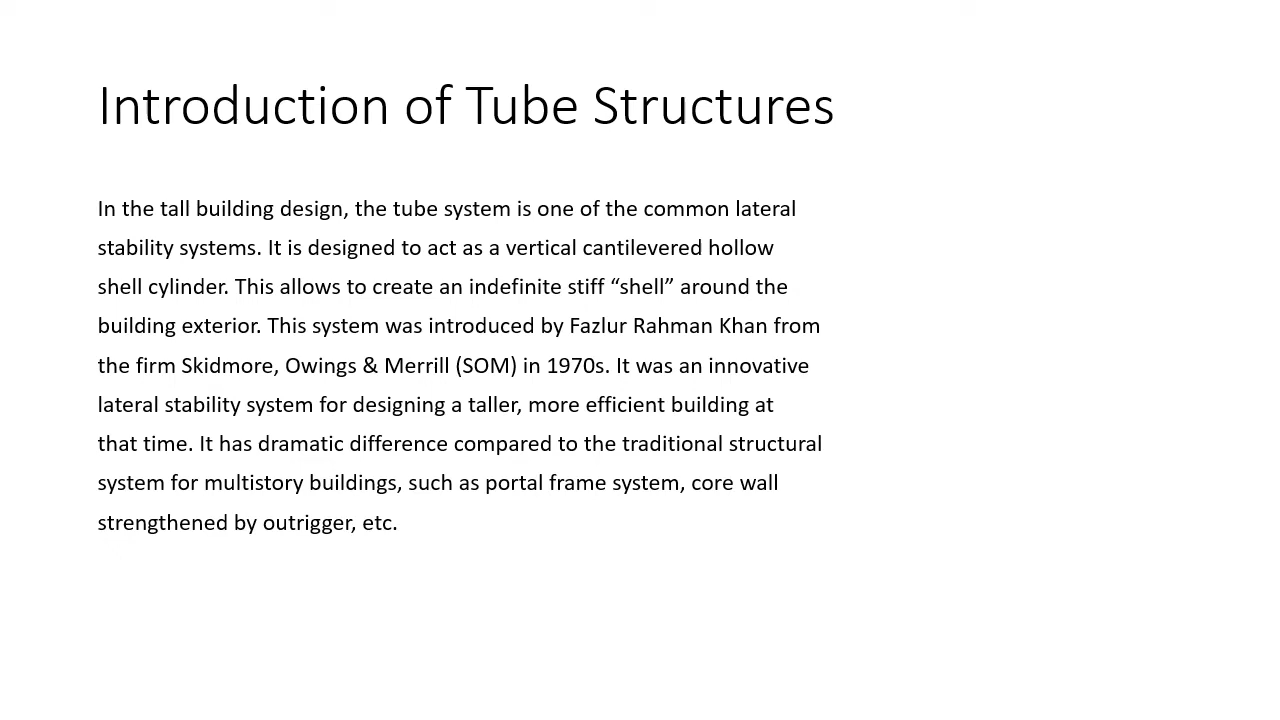 Introduction of Tube Structures
In the tall building design, the tube system is one of the common lateral
stability systems. It is designed to act as a vertical cantilevered hollow
shell cylinder. This allows to create an indefinite stiff “shell” around the
building exterior. This system was introduced by Fazlur Rahman Khan from
the firm Skidmore, Owings & Merrill (SOM) in 1970s. It was an innovative
lateral stability system for designing a taller, more efficient building at
that time. It has dramatic difference compared to the traditional structural
system for multistory buildings, such as portal frame system, core wall
strengthened by outrigger, etc.